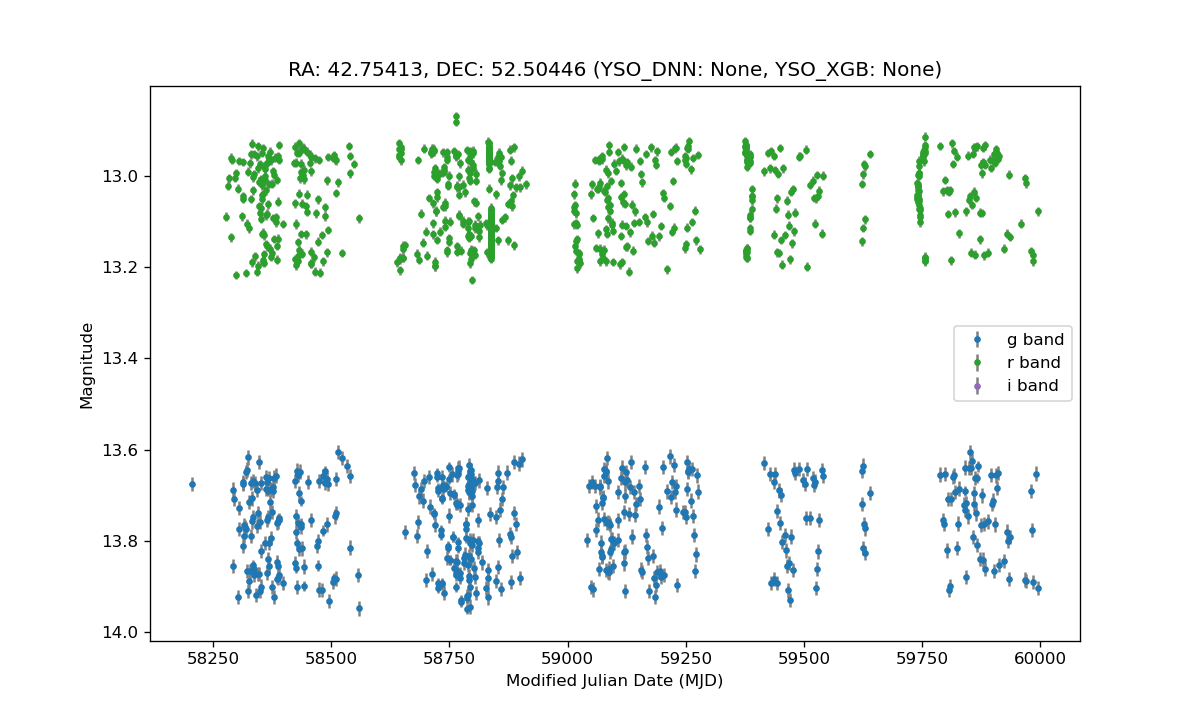 RA: 42.75413, DEC: 52.50446 (YSO_DNN: None, YSO_XGB: None)
13.0
13.2
13.4
13.6
13.8
14.0
Magnitude
g band
r band
i band
58250 58500 58750 59000 59250 59500 59750 60000
Modified Julian Date (MJD)